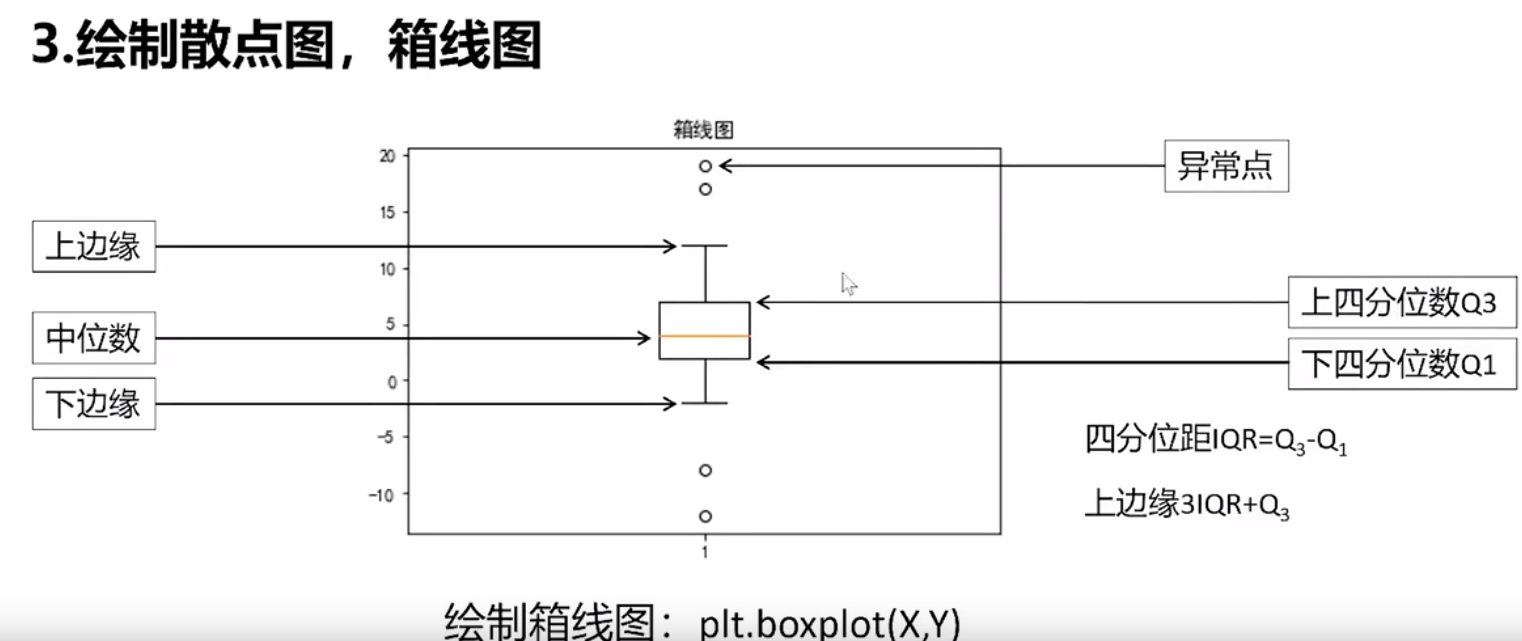 3.绘制散点图，箱线图
箱线图
20
15
10
5
0
−5
−10
1
异常点
上边缘
中位数
下边缘
上四分位数Q3
下四分位数Q1
四分位距IQR=Q₃-Q₁
上边缘3IQR+Q₃
绘制箱线图：plt.boxplot(X,Y)